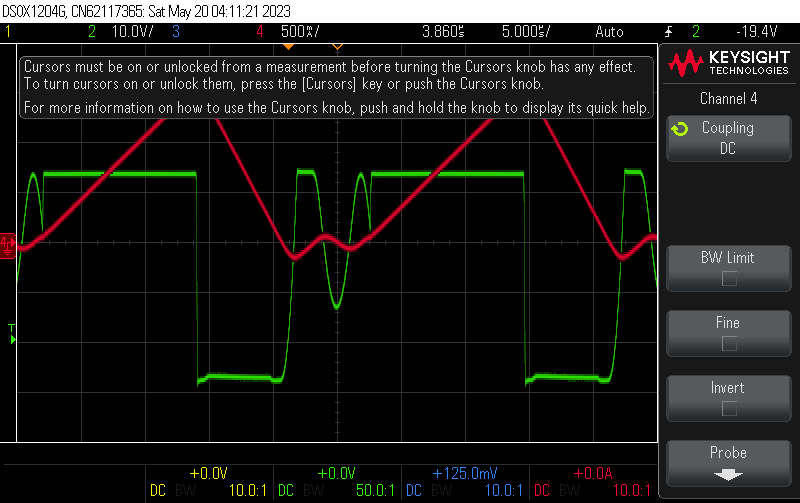 DSOX1204G, CN62117365: Sat May 20 04:11:21 2023
1 2 10.0V/ 3 4 500%/ 3.860s 5.000s/ Auto 2 -19.4V
Cursors must be on or unlocked from a measurement before turning the Cursors knob has any effect.
To turn cursors on or unlock them, press the [Cursors] key or push the Cursors knob.
For more information on how to use the Cursors knob, push and hold the knob to display its quick help.
KEYSIGHT
TECHNOLOGIES
Channel 4
Coupling
DC
BW Limit
Fine
Invert
Probe
4
T
+0.0V +0.0V +125.0mV +0.0A
DC BW 10.0:1 DC BW 50.0:1 DC BW 10.0:1 DC BW 10.0:1